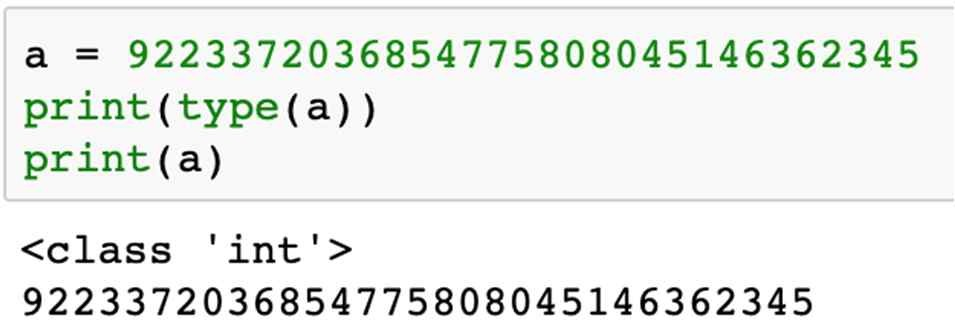 a = 9223372036854775808045146362345
print(type(a))
print(a)
<class 'int'>
9223372036854775808045146362345